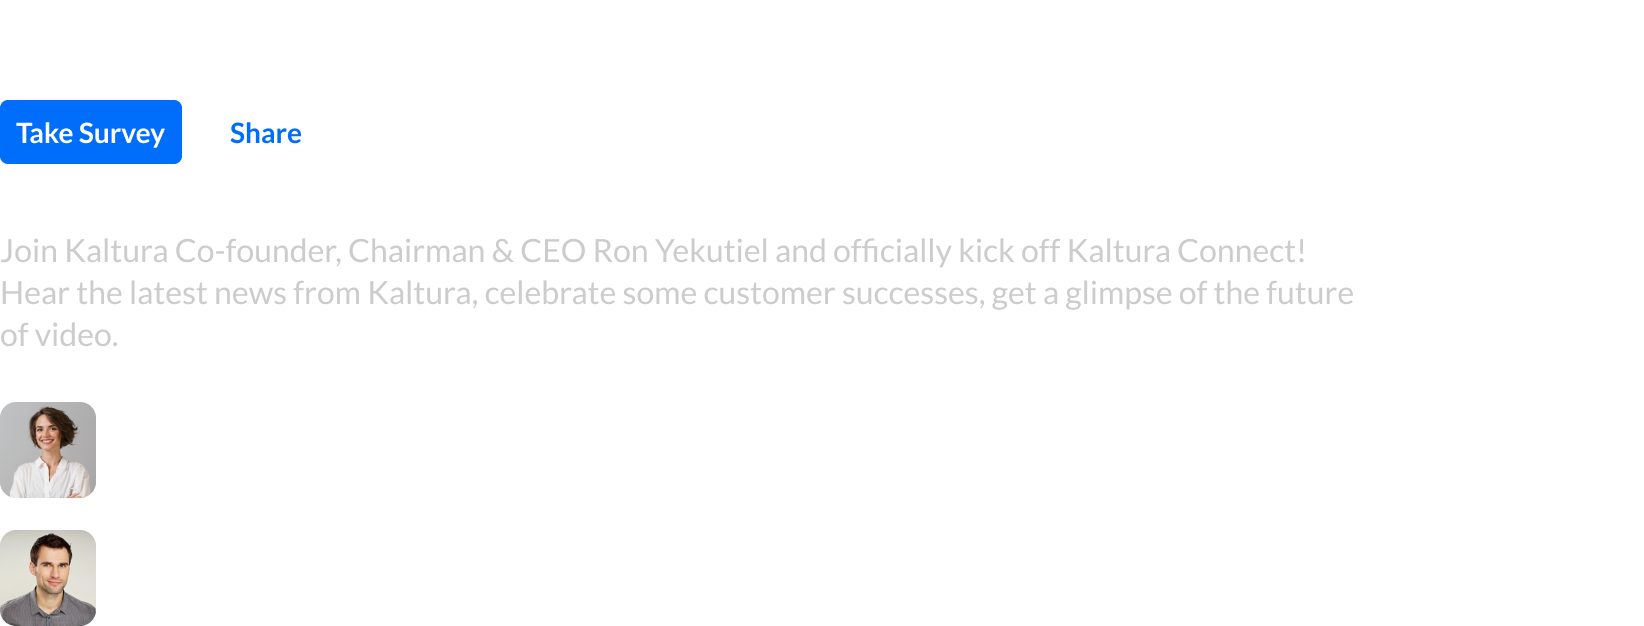 Take Survey
Share
Join Kaltura Co-founder, Chairman & CEO Ron Yekutiel and officially kick off Kaltura Connect!
Hear the latest news from Kaltura, celebrate some customer successes, get a glimpse of the future
of video.